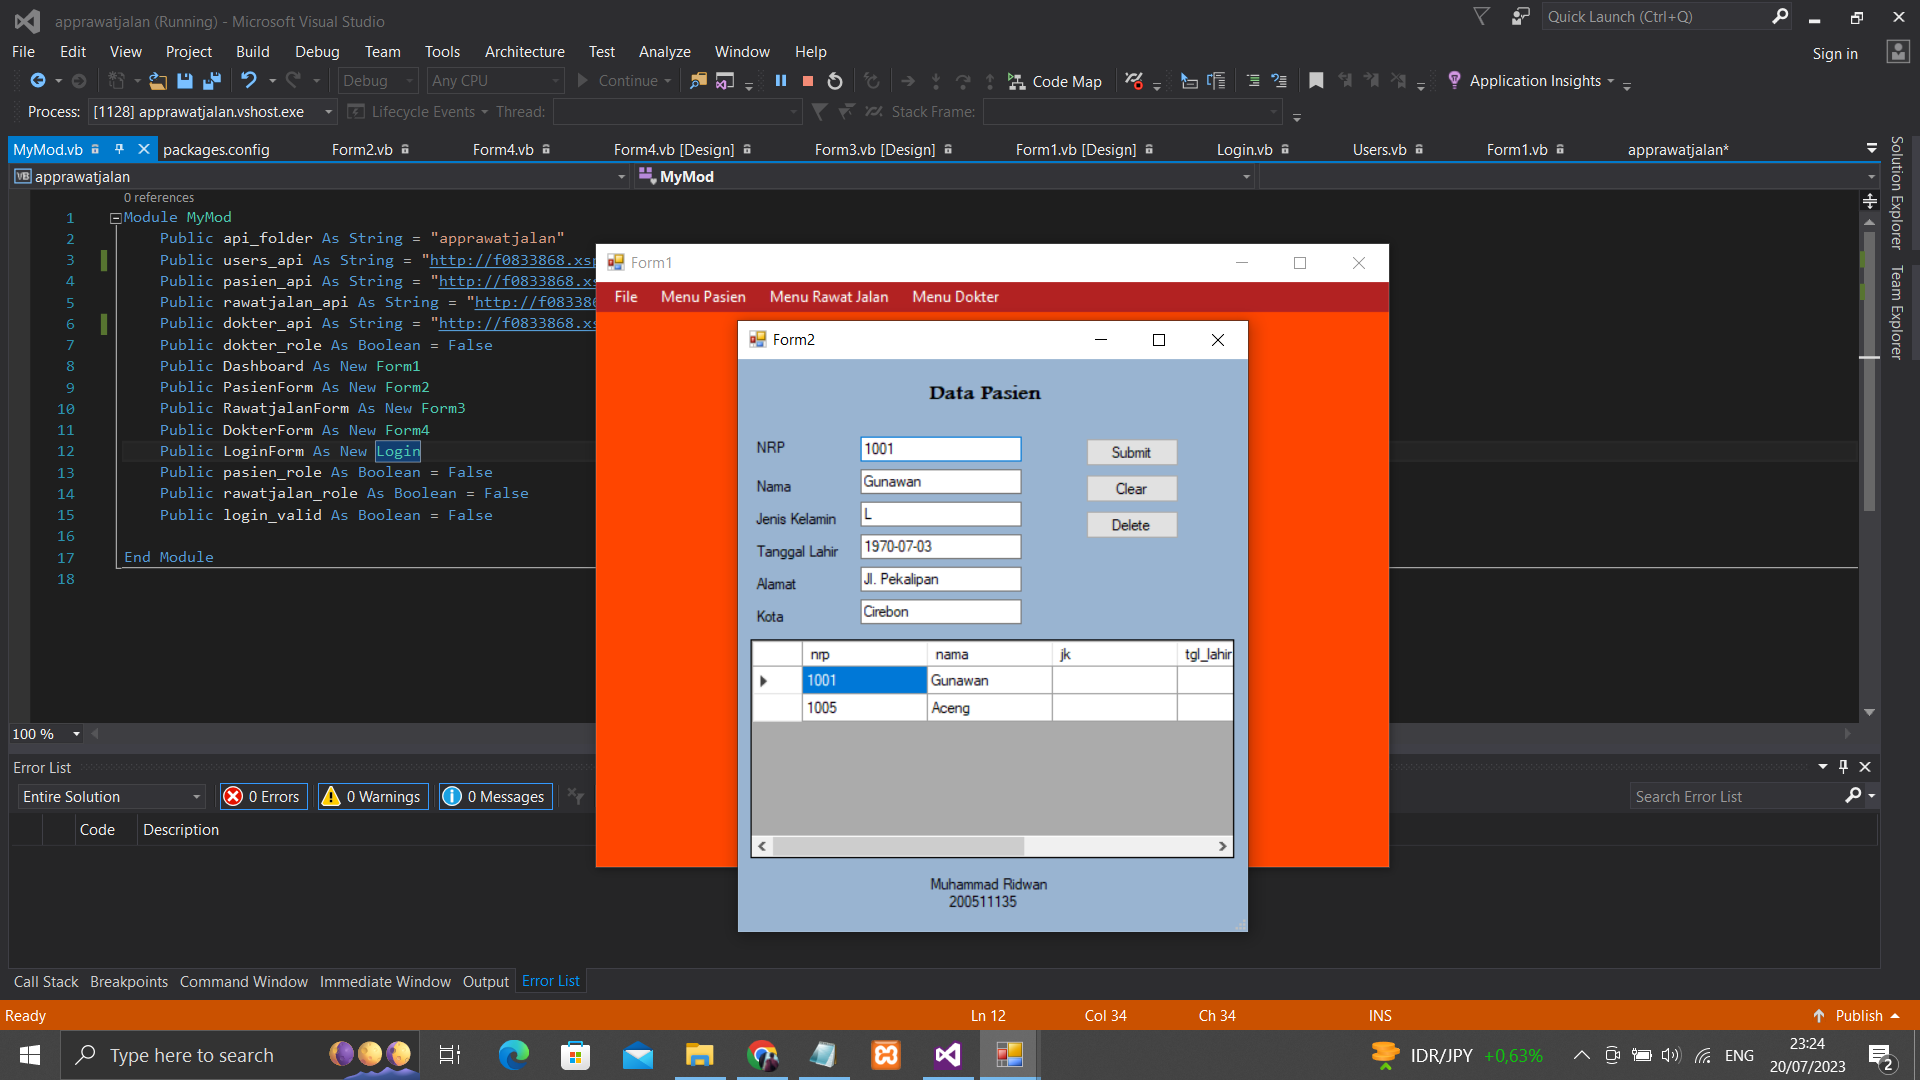 apprawatjalan (Running) - Microsoft Visual Studio
Quick Launch (Ctrl+Q)
File Edit View Project Build Debug Team Tools Architecture Test Analyze Window Help
Sign in
Debug Any CPU Continue Code Map Application Insights
Process: [1128] apprawatjalan.vshost.exe Lifecycle Events Thread: Stack Frame:
MyMod.vb packages.config Form2.vb Form4.vb Form4.vb [Design] Form3.vb [Design] Form1.vb [Design] Login.vb Users.vb Form1.vb apprawatjalan*
VB apprawatjalan MyMod
Solution Explorer
Team Explorer
0 references
1 Module MyMod
2 Public api_folder As String = "apprawatjalan"
3 Public users_api As String = "http://f0833868.xsp
4 Public pasien_api As String = "http://f0833868.xs
5 Public rawatjalan_api As String = "http://f08338
6 Public dokter_api As String = "http://f0833868.xs
7 Public dokter_role As Boolean = False
8 Public Dashboard As New Form1
9 Public PasienForm As New Form2
10 Public RawatjalanForm As New Form3
11 Public DokterForm As New Form4
12 Public LoginForm As New Login
13 Public pasien_role As Boolean = False
14 Public rawatjalan_role As Boolean = False
15 Public login_valid As Boolean = False
16
17 End Module
18
Form1
File Menu Pasien Menu Rawat Jalan Menu Dokter
Form2
Data Pasien
NRP 1001 Submit
Nama Gunawan Clear
Jenis Kelamin L Delete
Tanggal Lahir 1970-07-03
Alamat Jl. Pekalipan
Kota Cirebon
nrp nama jk tgl_lahir
1001 Gunawan
1005 Aceng
Muhammad Ridwan
200511135
100 %
Error List
Entire Solution 0 Errors 0 Warnings 0 Messages Search Error List
Code Description
Call Stack Breakpoints Command Window Immediate Window Output Error List
Ready Ln 12 Col 34 Ch 34 INS Publish
Type here to search IDR/JPY +0,63% ENG 23:24
20/07/2023 2